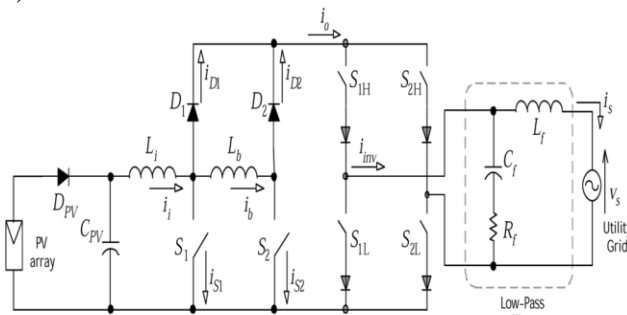 )
i_o
i_D1
i_D2
S_1H
S_2H
D_1
D_2
i_s
L_f
L_i
L_b
i_inv
C_f
D_PV
i_i
i_b
v_s
C_PV
S_1
S_2
S_1L
S_2L
R_f
Utility
Grid
PV
array
i_S1
i_S2
Low-Pass